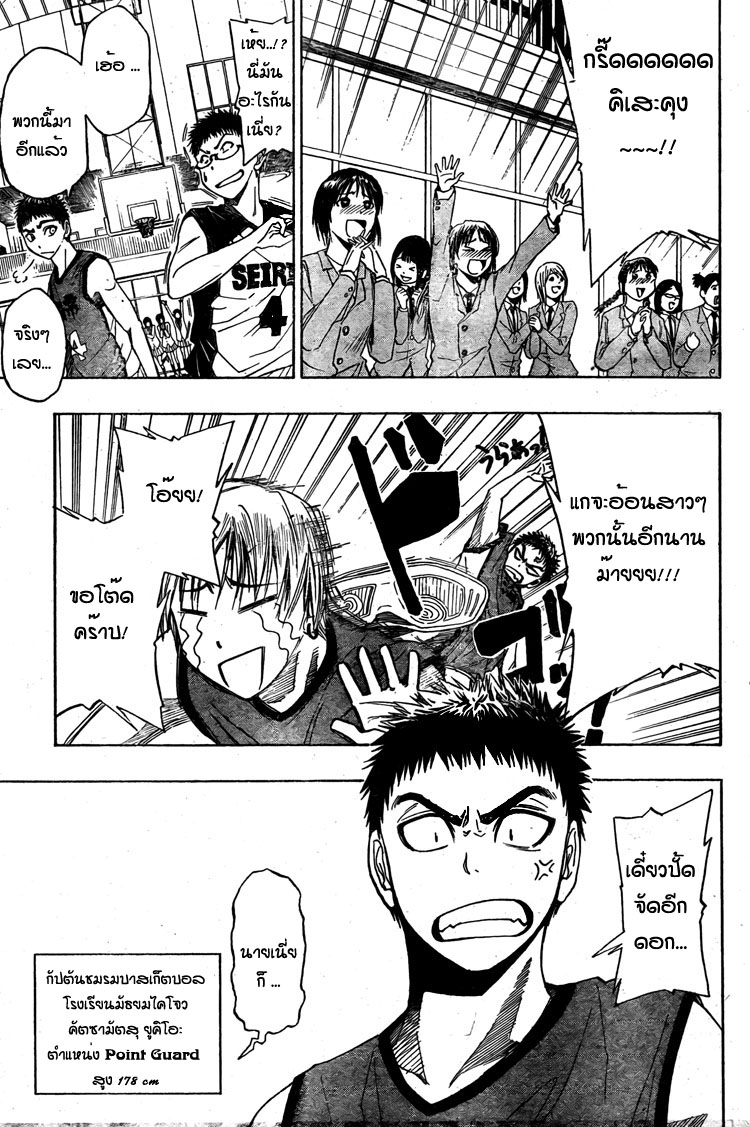 กรี๊ดดดดดดด
คิเสะคุง
~~~!!
เห้ย..!?
นี่มัน
อะไรกัน
เนี่ย?
เฮ้อ ...
พวกนี้มา
อีกแล้ว
จริงๆ
เลย...
SEIRI
4
4
แกจะอ้อนสาวๆ
พวกนั้นอีกนาน
ม๊ายยย!!!
ドガッ!!
โอ๊ยย!
ขอโต๊ด
คร๊าบ!
เดี๋ยวปั๊ด
จัดอีก
ดอก...
นายเนี่ย
ก็ ...
กัปตันชมรมบาสเก็ตบอล
โรงเรียนมัธยมไคโจว
คัตซามัตสุ ยูคิโอะ
ตำแหน่ง Point Guard
สูง 178 cm